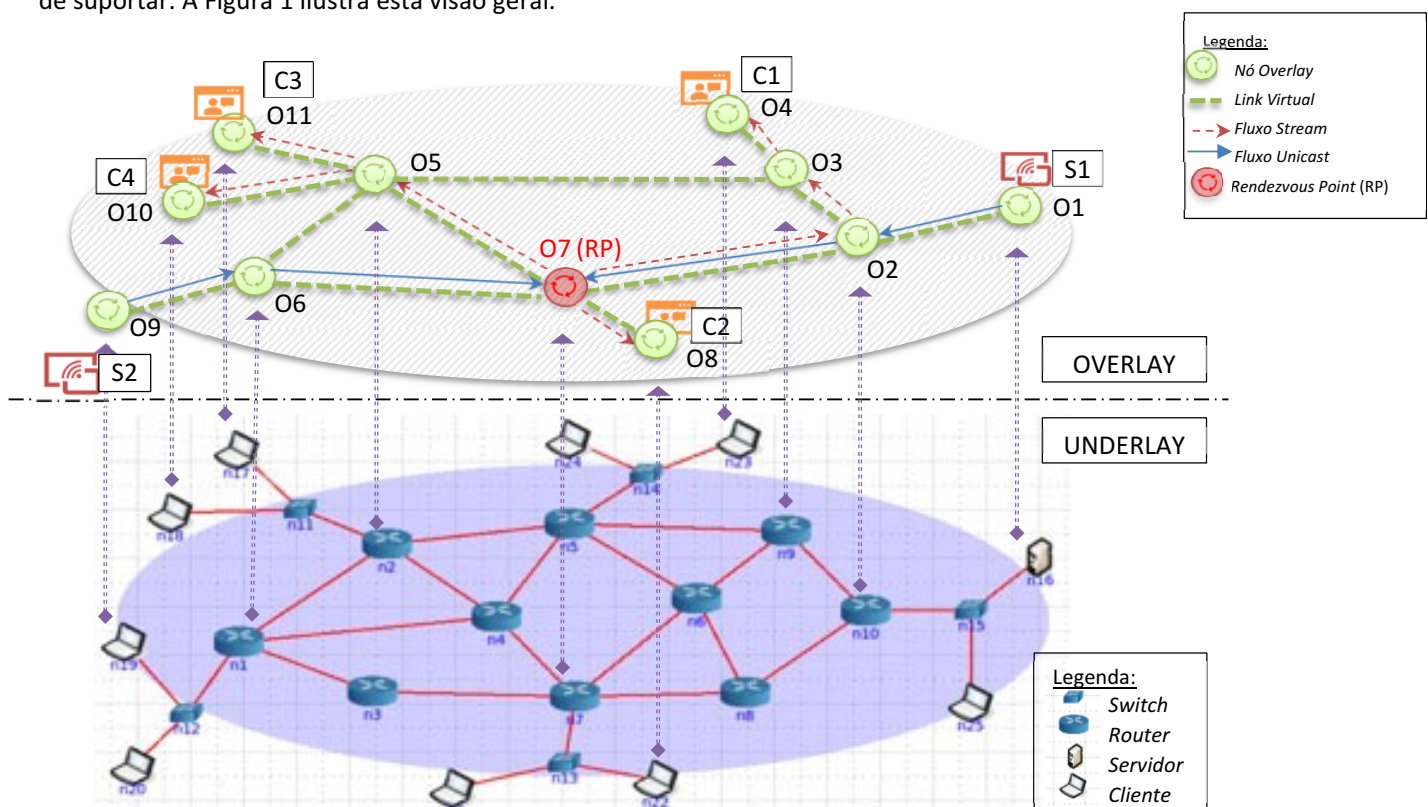 de suportar. A Figura 1 ilustra esta visão geral.
Legenda:
Nó Overlay
Link Virtual
Fluxo Stream
Fluxo Unicast
Rendezvous Point (RP)
C3
O11
C1
O4
C4
O10
O5
O3
S1
O1
O7 (RP)
O2
O6
O9
C2
O8
S2
OVERLAY
UNDERLAY
n17
n24
n23
n14
n18
n11
n5
n9
n2
n16
n4
n6
n10
n15
n19
n1
n3
n7
n8
n25
n12
n13
n20
n22
Legenda:
Switch
Router
Servidor
Cliente